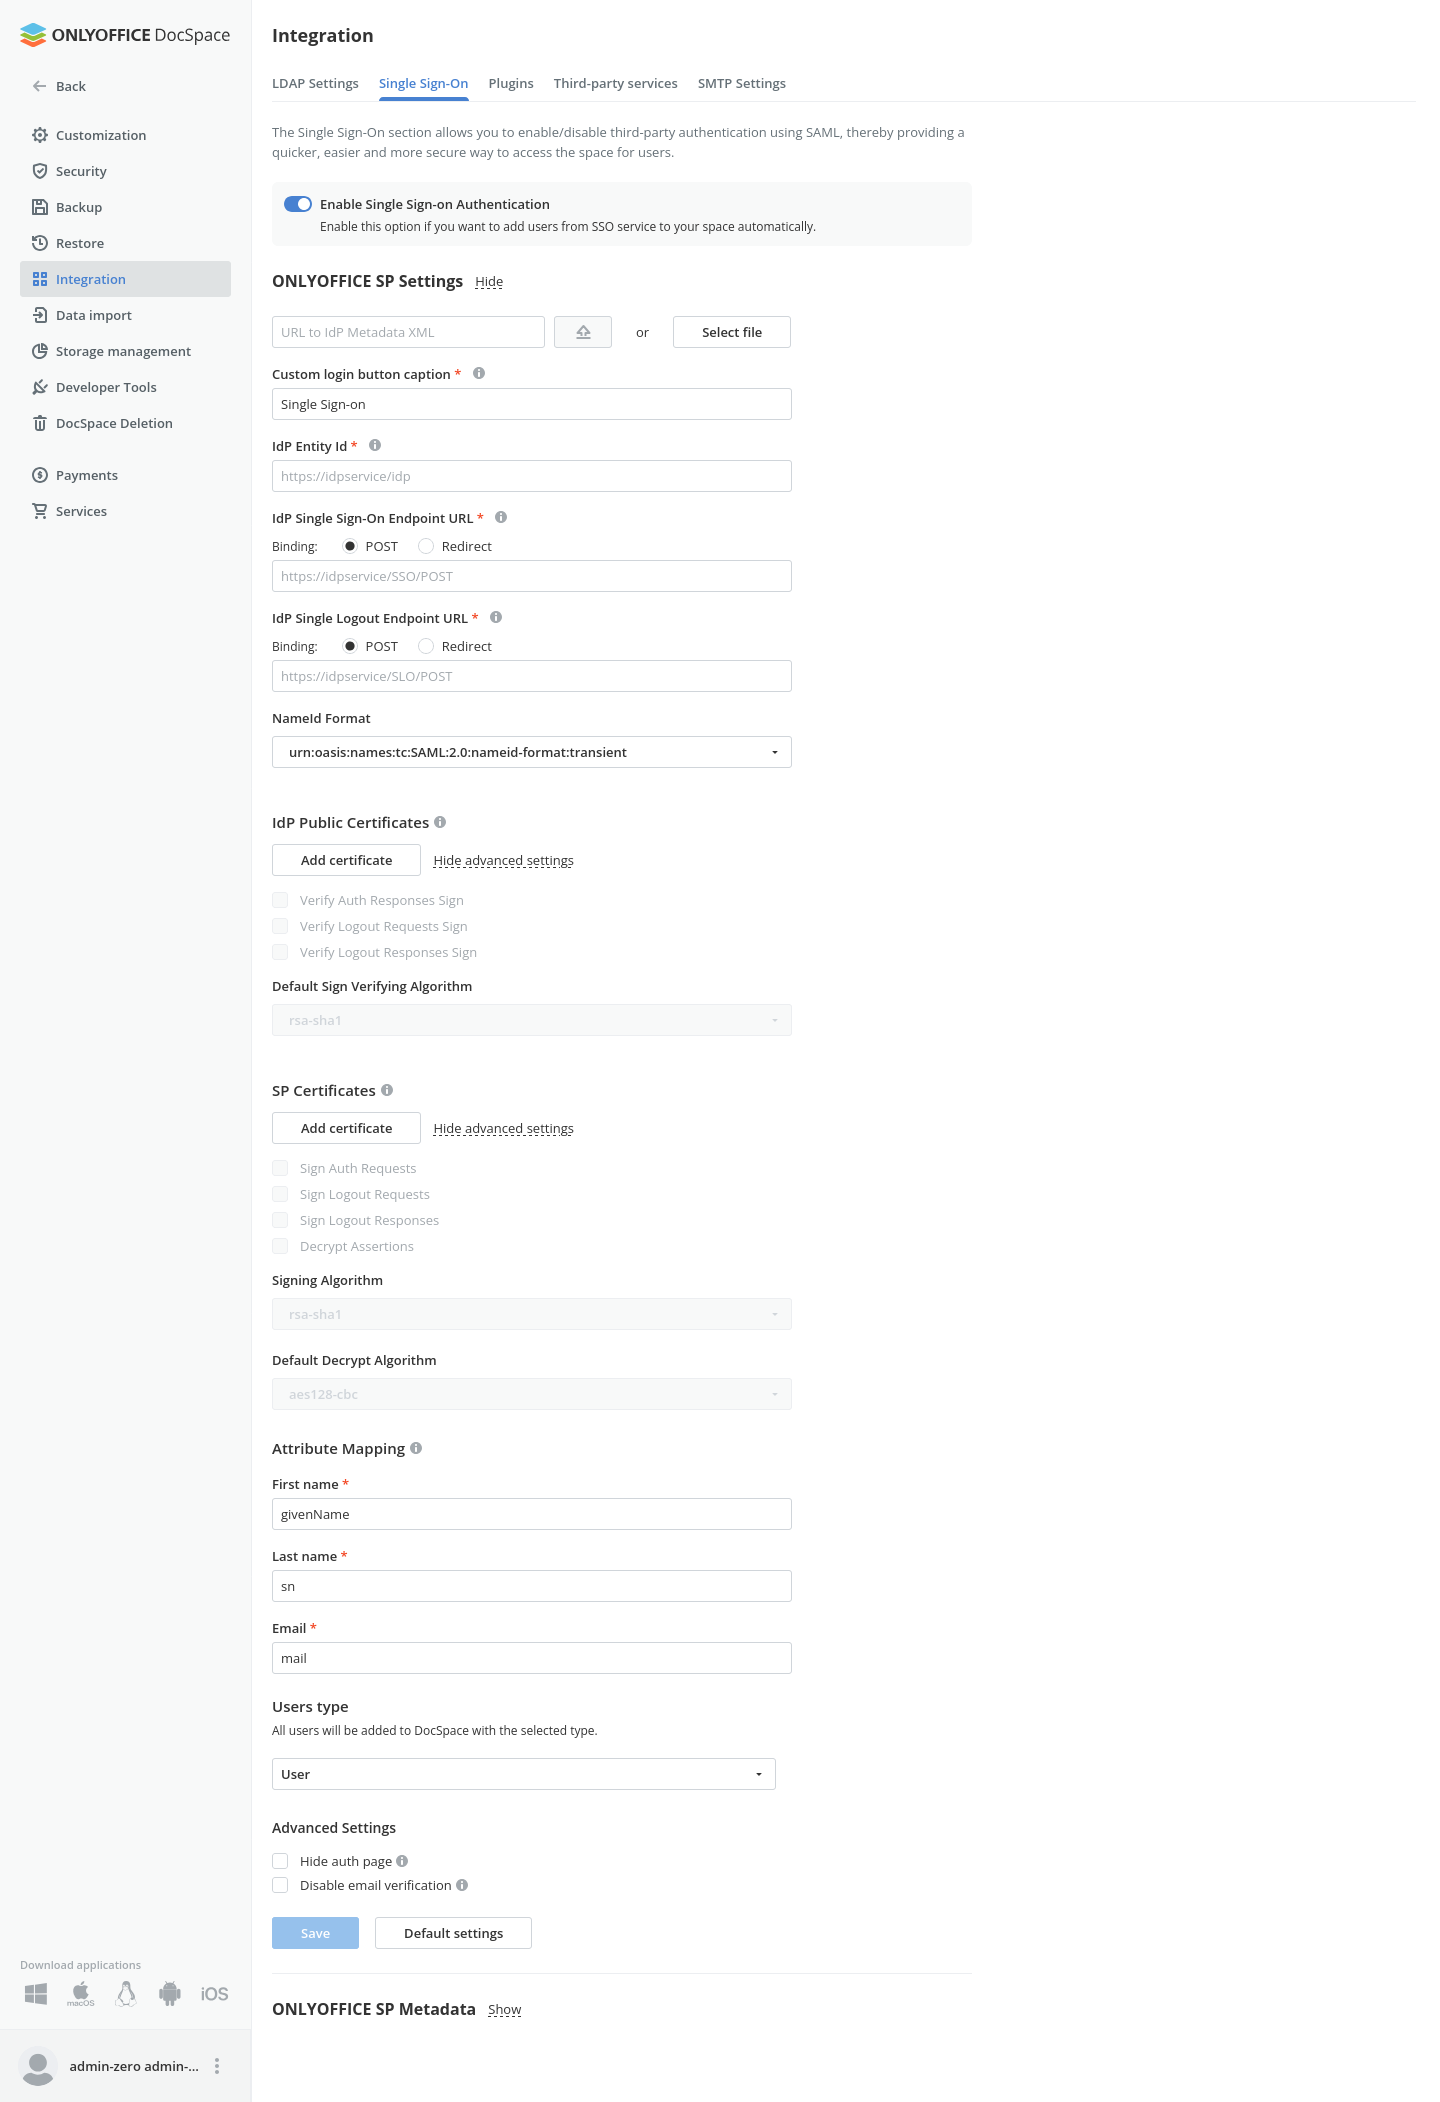 ONLYOFFICE DocSpace
Back
Customization
Security
Backup
Restore
Integration
Data import
Storage management
Developer Tools
DocSpace Deletion
Payments
Services
Download applications
macOS
iOS
admin-zero admin-...
Integration
LDAP Settings Single Sign-On Plugins Third-party services SMTP Settings
The Single Sign-On section allows you to enable/disable third-party authentication using SAML, thereby providing a
quicker, easier and more secure way to access the space for users.
Enable Single Sign-on Authentication
Enable this option if you want to add users from SSO service to your space automatically.
ONLYOFFICE SP Settings Hide
URL to IdP Metadata XML or Select file
Custom login button caption *
Single Sign-on
IdP Entity Id *
https://idpservice/idp
IdP Single Sign-On Endpoint URL *
Binding: POST Redirect
https://idpservice/SSO/POST
IdP Single Logout Endpoint URL *
Binding: POST Redirect
https://idpservice/SLO/POST
NameId Format
urn:oasis:names:tc:SAML:2.0:nameid-format:transient
IdP Public Certificates
Add certificate Hide advanced settings
Verify Auth Responses Sign
Verify Logout Requests Sign
Verify Logout Responses Sign
Default Sign Verifying Algorithm
rsa-sha1
SP Certificates
Add certificate Hide advanced settings
Sign Auth Requests
Sign Logout Requests
Sign Logout Responses
Decrypt Assertions
Signing Algorithm
rsa-sha1
Default Decrypt Algorithm
aes128-cbc
Attribute Mapping
First name *
givenName
Last name *
sn
Email *
mail
Users type
All users will be added to DocSpace with the selected type.
User
Advanced Settings
Hide auth page
Disable email verification
Save Default settings
ONLYOFFICE SP Metadata Show